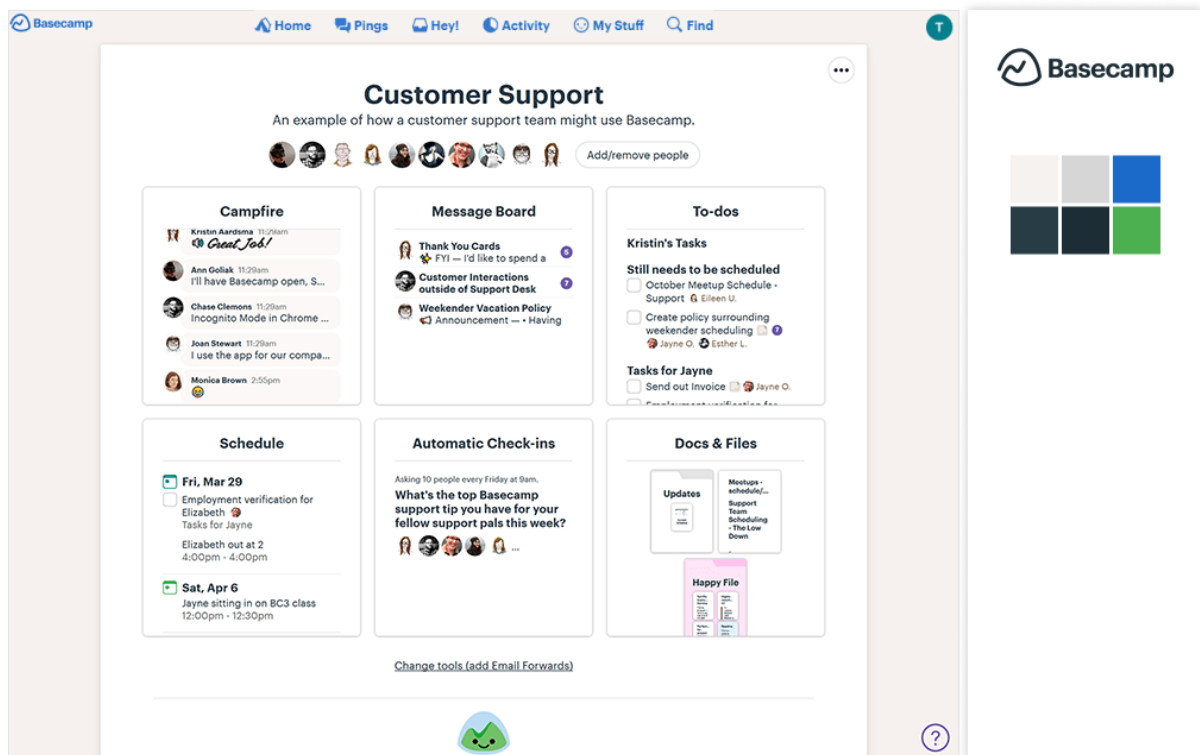 Basecamp
Home Pings Hey! Activity My Stuff Find
T
Basecamp
Customer Support
An example of how a customer support team might use Basecamp.
Add/remove people
Campfire
Kristin Aardsma 11:29am
Great Job!
Ann Goliak 11:29am
I'll have Basecamp open, S...
Chase Clemons 11:29am
Incognito Mode in Chrome ...
Joan Stewart 11:29am
I use the app for our compa...
Monica Brown 2:55pm
Message Board
Thank You Cards
FYI — I'd like to spend a
5
Customer Interactions
outside of Support Desk
7
Weekender Vacation Policy
Announcement — • Having
To-dos
Kristin's Tasks
Still needs to be scheduled
October Meetup Schedule -
Support Eileen U.
Create policy surrounding
weekender scheduling 7
Jayne O. Esther L.
Tasks for Jayne
Send out Invoice Jayne O.
Employment verification for
Schedule
Fri, Mar 29
Employment verification for
Elizabeth
Tasks for Jayne
Elizabeth out at 2
4:00pm - 4:00pm
Sat, Apr 6
Jayne sitting in on BC3 class
12:00pm - 12:30pm
Automatic Check-ins
Asking 10 people every Friday at 9am.
What's the top Basecamp
support tip you have for your
fellow support pals this week?
...
Docs & Files
Updates
Meetups -
schedule/...
Support
Team
Scheduling
- The Low
Down
Happy File
Change tools (add Email Forwards)
?